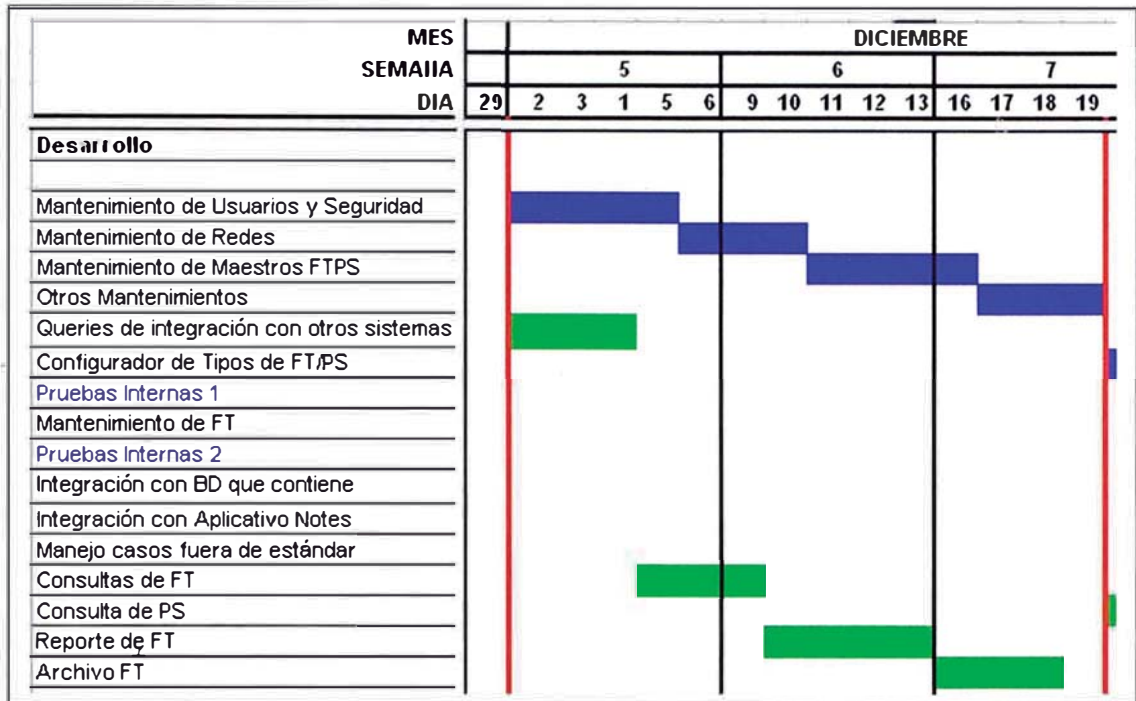 MES DICIEMBRE
SEMAIIA 5 6 7
DIA 29 2 3 1 5 6 9 10 11 12 13 16 17 18 19
Desarrollo
Mantenimiento de Usuarios y Seguridad
Mantenimiento de Redes
Mantenimiento de Maestros FTPS
Otros Mantenimientos
Queries de integración con otros sistemas
Configurador de Tipos de FT/PS
Pruebas Internas 1
Mantenimiento de FT
Pruebas Internas 2
Integración con BD que contiene
Integración con Aplicativo Notes
Manejo casos fuera de estándar
Consultas de FT
Consulta de PS
Reporte de FT
Archivo FT